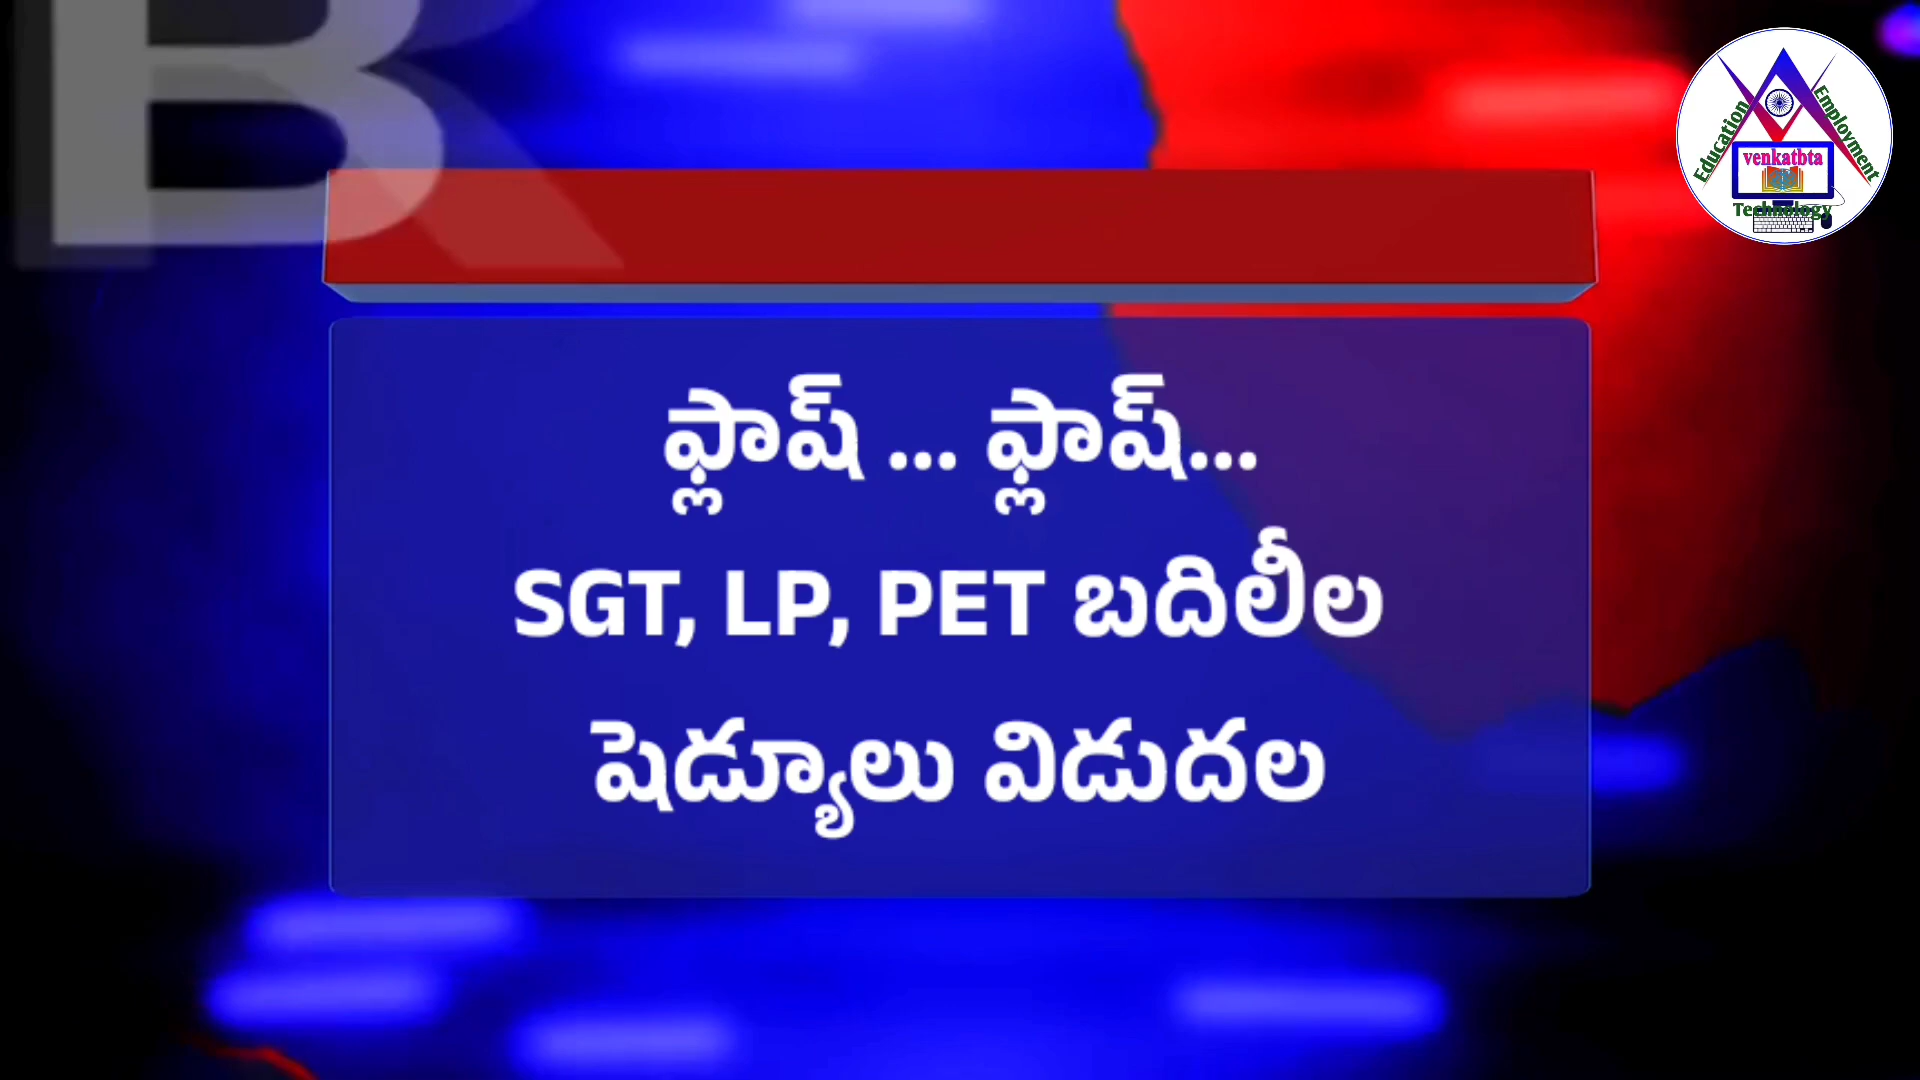 ఫ్లాష్ ... ఫ్లాష్...
SGT, LP, PET బదిలీల
షెడ్యూలు విడుదల
Education
Employment
venkatbta
Technology